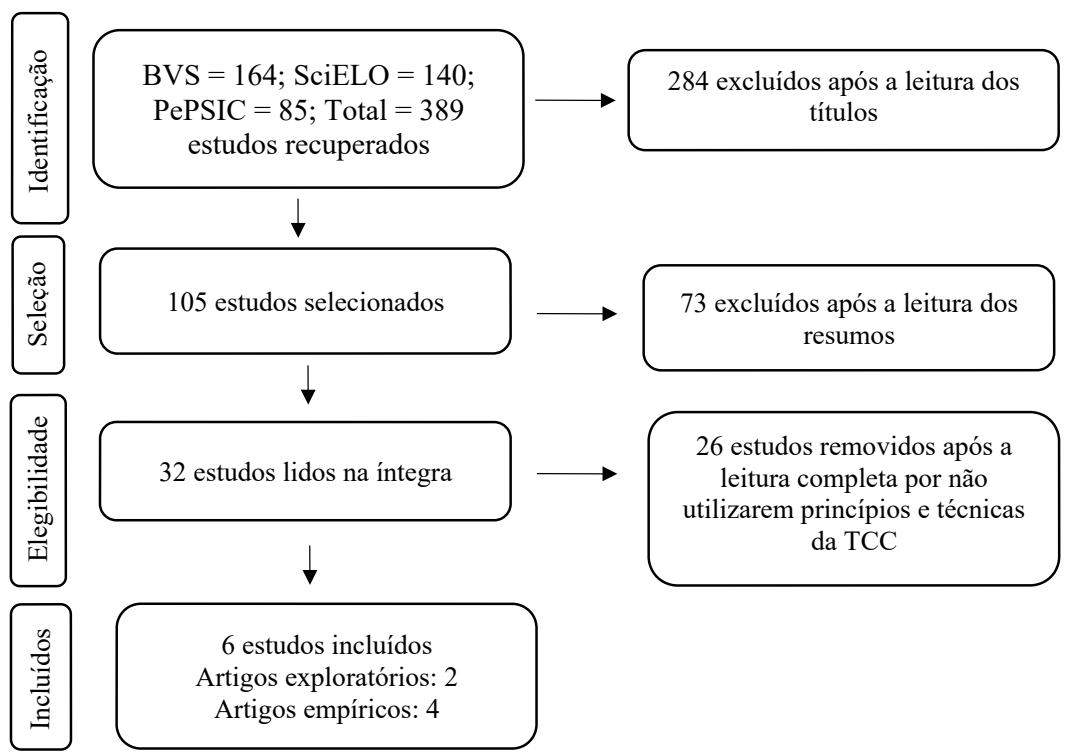 Identificação
BVS = 164; SciELO = 140;
PePSIC = 85; Total = 389
estudos recuperados
284 excluídos após a leitura dos
títulos
Seleção
105 estudos selecionados
73 excluídos após a leitura dos
resumos
Elegibilidade
32 estudos lidos na íntegra
26 estudos removidos após a
leitura completa por não
utilizarem princípios e técnicas
da TCC
Incluídos
6 estudos incluídos
Artigos exploratórios: 2
Artigos empíricos: 4